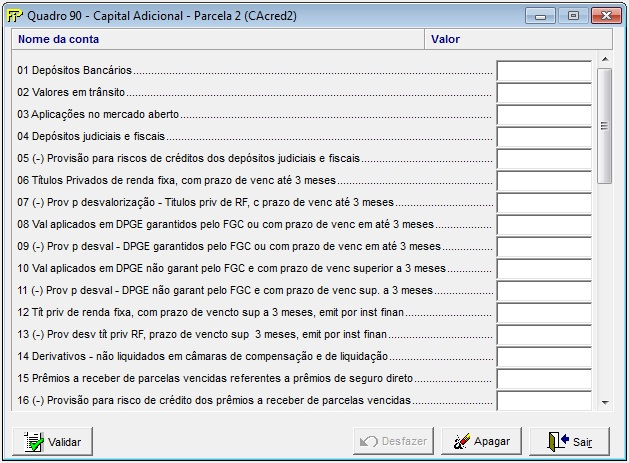 Quadro 90 - Capital Adicional - Parcela 2 (CAcred2)
Nome da conta Valor
01 Depósitos Bancários
02 Valores em trânsito
03 Aplicações no mercado aberto
04 Depósitos judiciais e fiscais
05 (-) Provisão para riscos de créditos dos depósitos judiciais e fiscais
06 Títulos Privados de renda fixa, com prazo de venc até 3 meses
07 (-) Prov p desvalorização - Titulos priv de RF, c prazo de venc até 3 meses
08 Val aplicados em DPGE garantidos pelo FGC ou com prazo de venc em até 3 meses
09 (-) Prov p desval - DPGE garantidos pelo FGC ou com prazo de venc em até 3 meses
10 Val aplicados em DPGE não garant pelo FGC e com prazo de venc superior a 3 meses
11 (-) Prov p desval - DPGE não garant pelo FGC e com prazo de venc sup. a 3 meses
12 Tít priv de renda fixa, com prazo de vencto sup a 3 meses, emit por inst finan
13 (-) Prov desv tít priv RF, prazo de vencto sup 3 meses, emit por inst finan
14 Derivativos - não liquidados em câmaras de compensação e de liquidação
15 Prêmios a receber de parcelas vencidas referentes a prêmios de seguro direto
16 (-) Provisão para risco de crédito dos prêmios a receber de parcelas vencidas
Validar Desfazer Apagar Sair